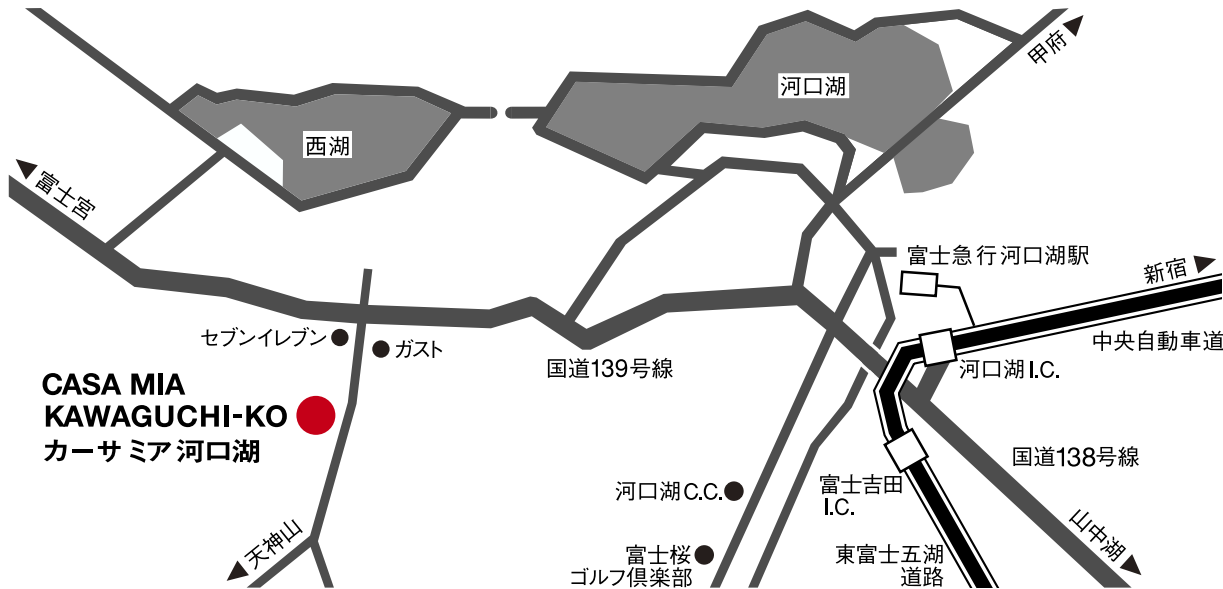 甲府
河口湖
西湖
富士宮
富士急行河口湖駅
新宿
セブンイレブン
ガスト
中央自動車道
国道139号線
河口湖I.C.
CASA MIA
KAWAGUCHI-KO
カーサミア河口湖
国道138号線
河口湖C.C.
富士吉田
I.C.
天神山
山中湖
富士桜
ゴルフ倶楽部
東富士五湖
道路